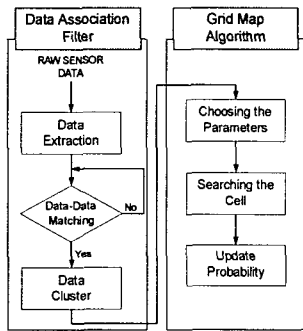 Data Association
Filter
RAW SENSOR
DATA
Data
Extraction
Data-Data
Matching
No
Yes
Data
Cluster
Grid Map
Algorithm
Choosing the
Parameters
Searching the
Cell
Update
Probability